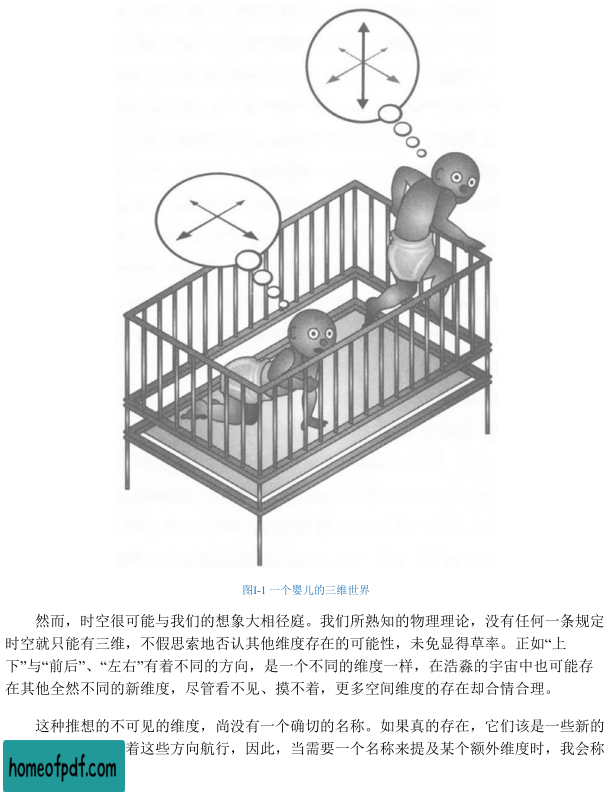 图I-1 一个婴儿的三维世界
然而，时空很可能与我们的想象大相径庭。我们所熟知的物理理论，没有任何一条规定
时空就只能有三维，不假思索地否认其他维度存在的可能性，未免显得草率。正如“上
下”与“前后”、“左右”有着不同的方向，是一个不同的维度一样，在浩淼的宇宙中也可能存
在其他全然不同的新维度，尽管看不见、摸不着，更多空间维度的存在却合情合理。
这种推想的不可见的维度，尚没有一个确切的名称。如果真的存在，它们该是一些新的
着这些方向航行，因此，当需要一个名称来提及某个额外维度时，我会称
homeofpdf.com